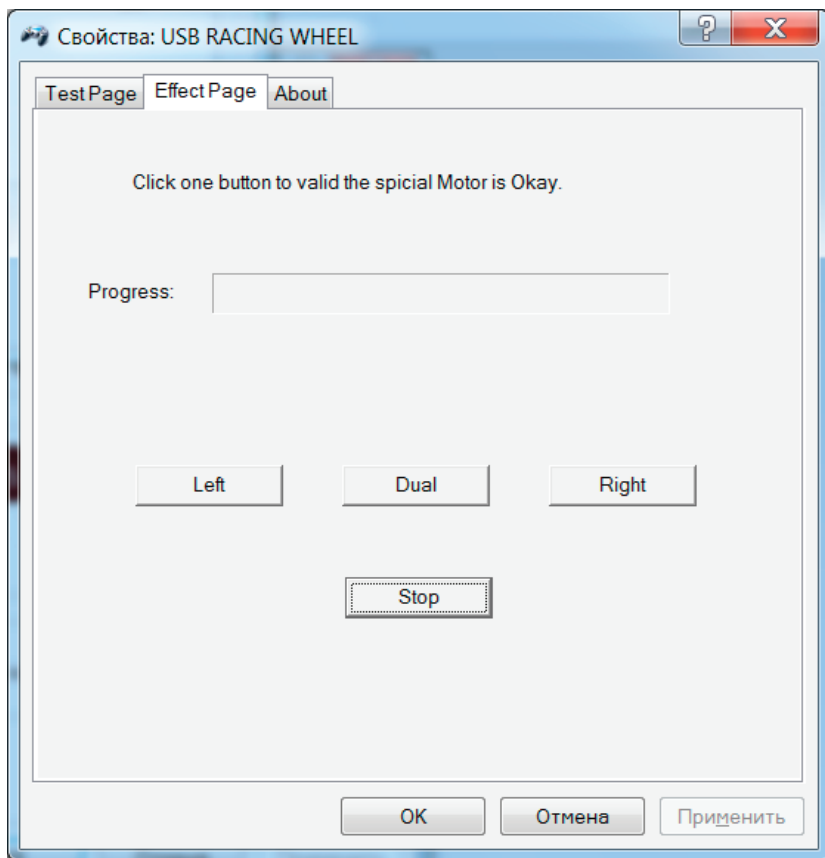 Свойства: USB RACING WHEEL
Test Page Effect Page About
Click one button to valid the spicial Motor is Okay.
Progress:
Left Dual Right
Stop
OK Отмена Применить